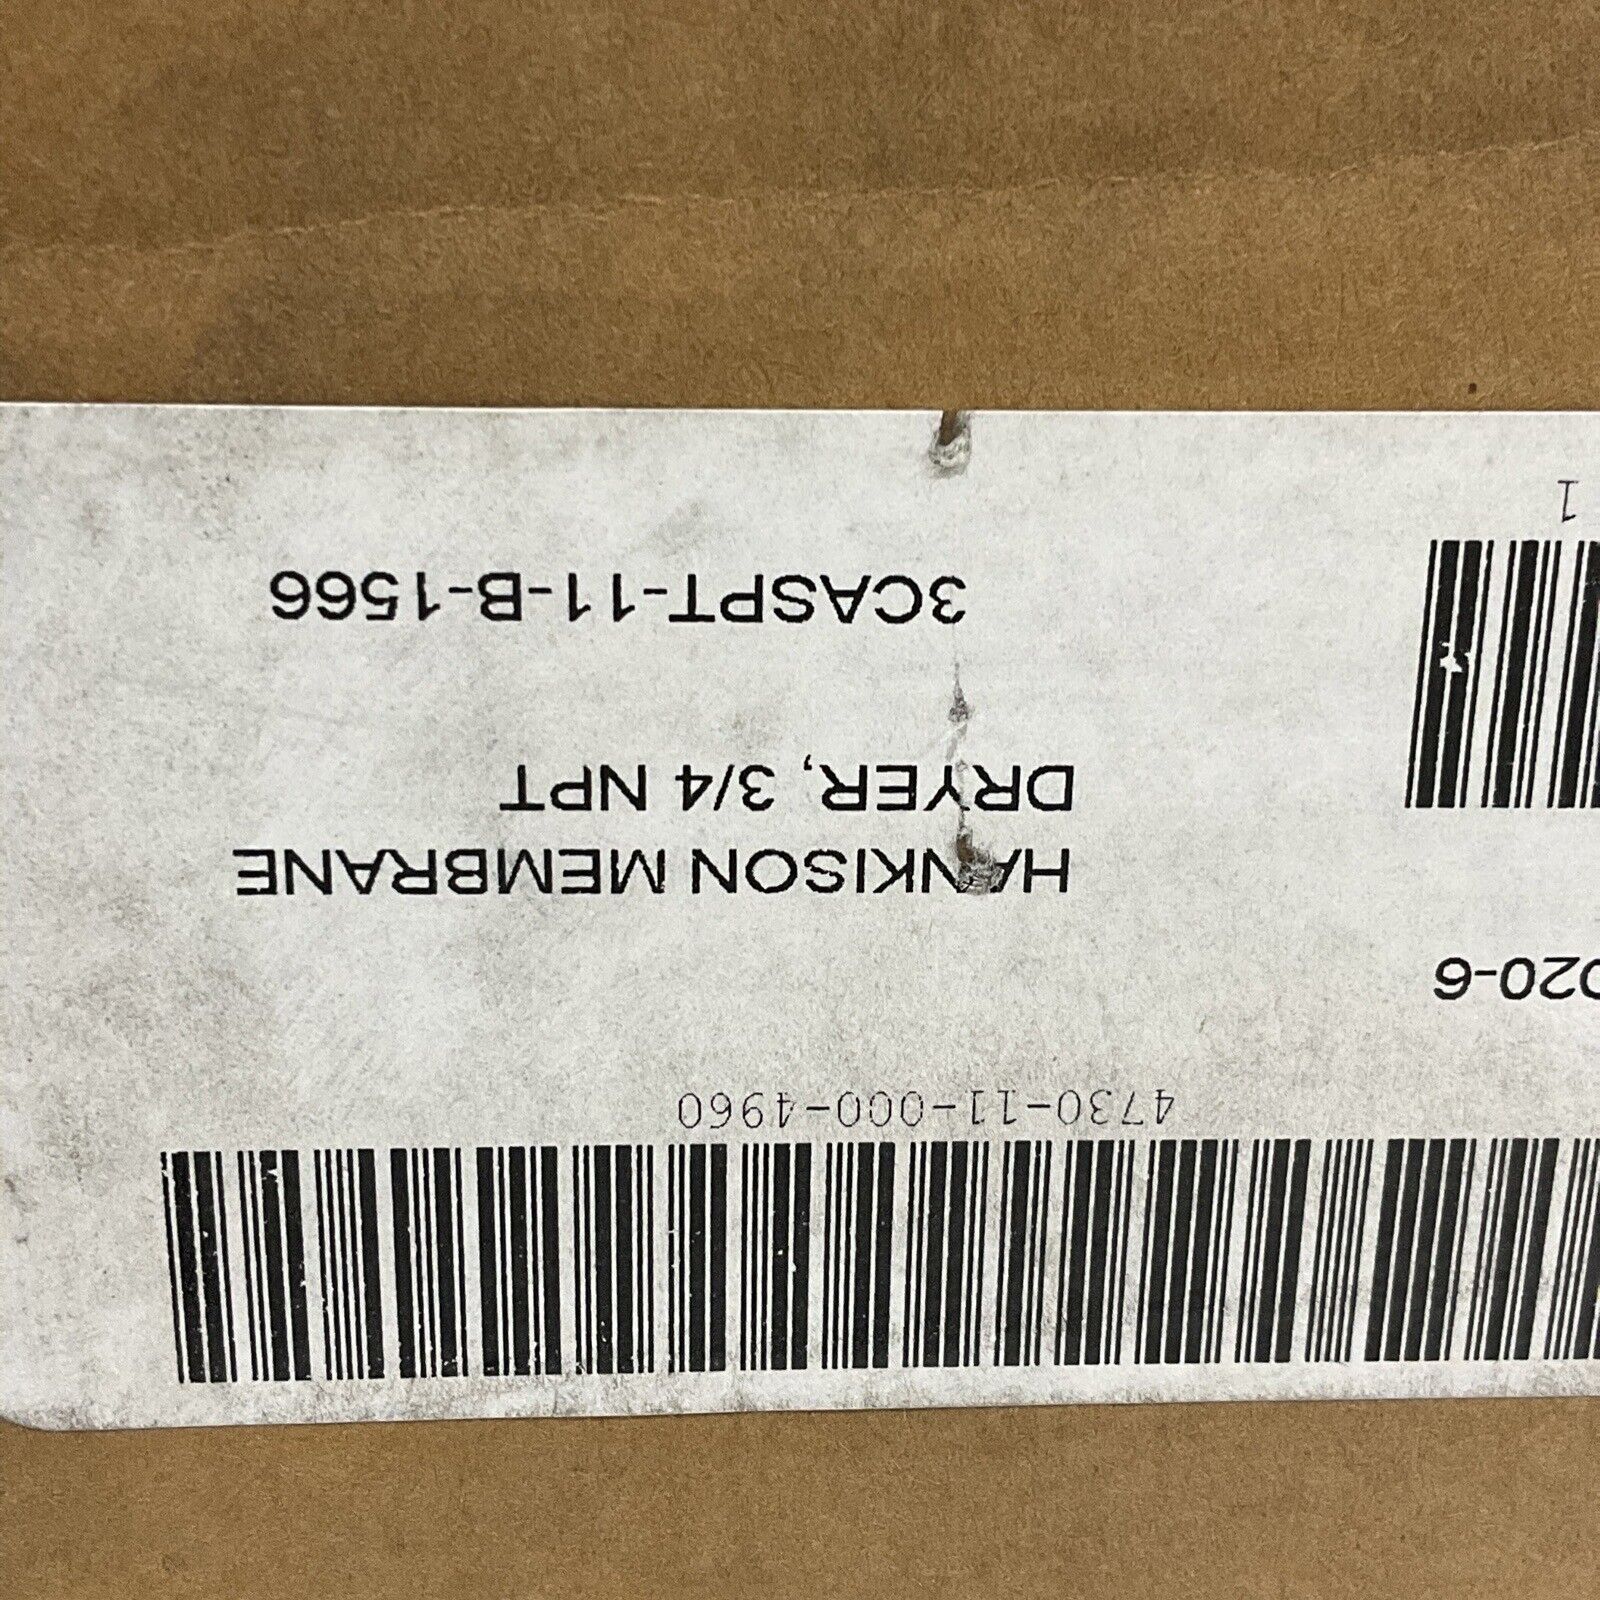 4730-11-000-4960
020-6
HANKISON MEMBRANE
DRYER, 3/4 NPT
1
3CASPT-11-B-1566